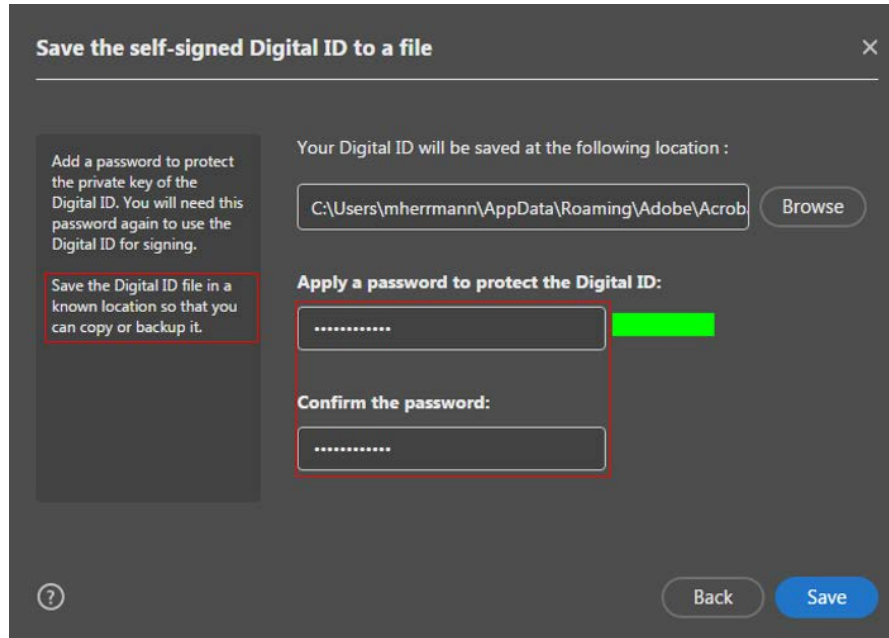 Save the self-signed Digital ID to a file
Add a password to protect
the private key of the
Digital ID. You will need this
password again to use the
Digital ID for signing.
Save the Digital ID file in a
known location so that you
can copy or backup it.
Your Digital ID will be saved at the following location :
C:\Users\mherrmann\AppData\Roaming\Adobe\Acrob
Browse
Apply a password to protect the Digital ID:
••••••••••••
Confirm the password:
••••••••••••
?
Back
Save